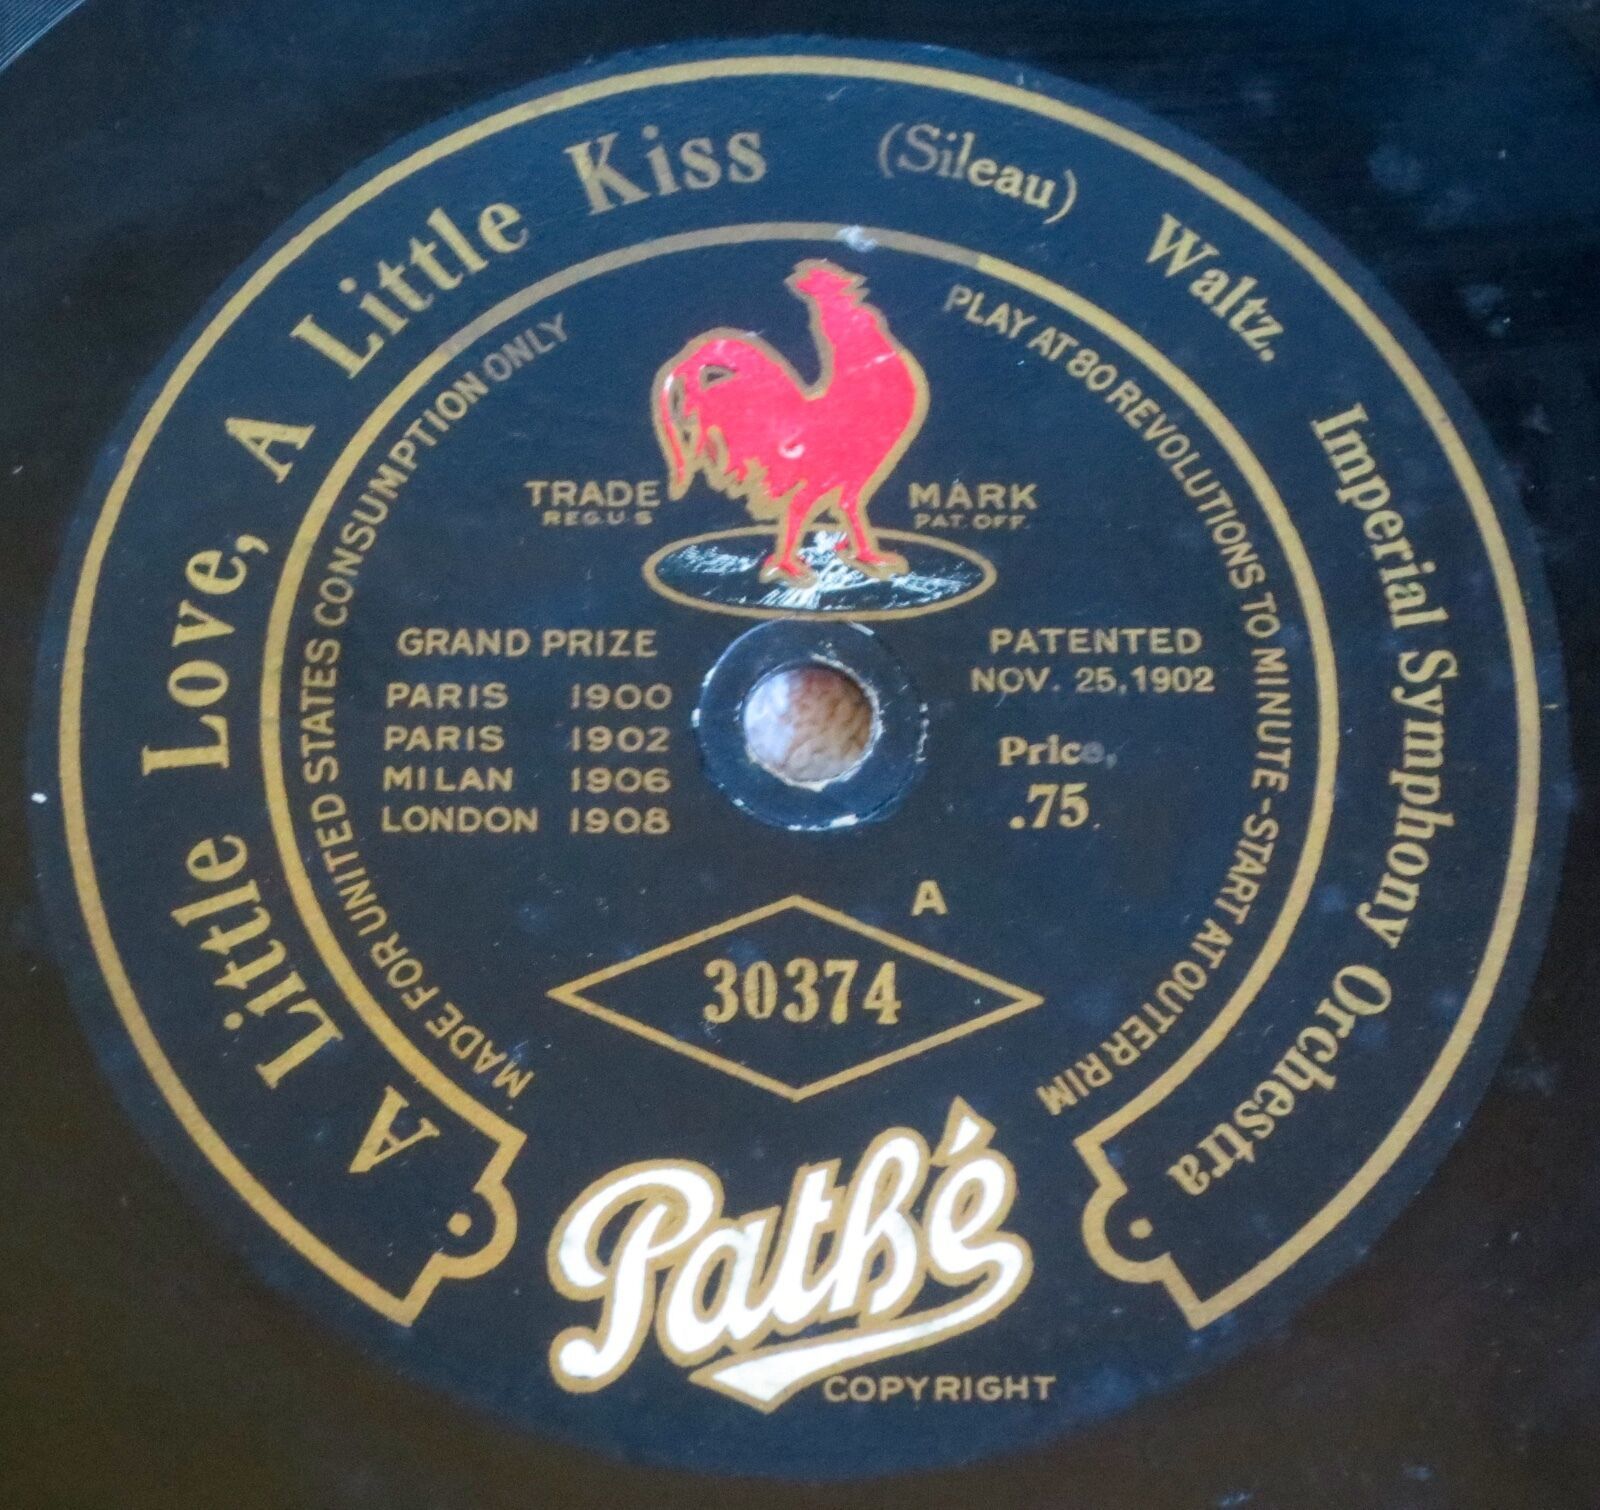 A Little Love, A Little Kiss (Sileau) Waltz. Imperial Symphony Orchestra
MADE FOR UNITED STATES CONSUMPTION ONLY
PLAY AT 80 REVOLUTIONS TO MINUTE - START AT OUTER RIM
TRADE MARK
REG. U S PAT. OFF.
GRAND PRIZE
PARIS 1900
PARIS 1902
MILAN 1906
LONDON 1908
PATENTED
NOV. 25, 1902
Price,
.75
A
30374
Pathé
COPYRIGHT